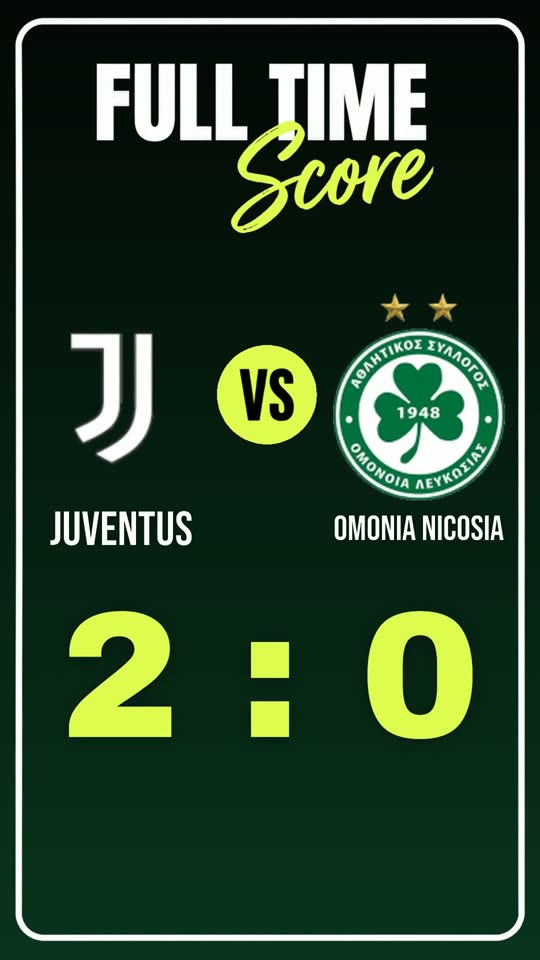 FULL TIME
Score
VS
ΑΘΛΗΤΙΚΟΣ ΣΥΛΛΟΓΟΣ
1948
ΟΜΟΝΟΙΑ ΛΕΥΚΩΣΙΑΣ
JUVENTUS
OMONIA NICOSIA
2 : 0